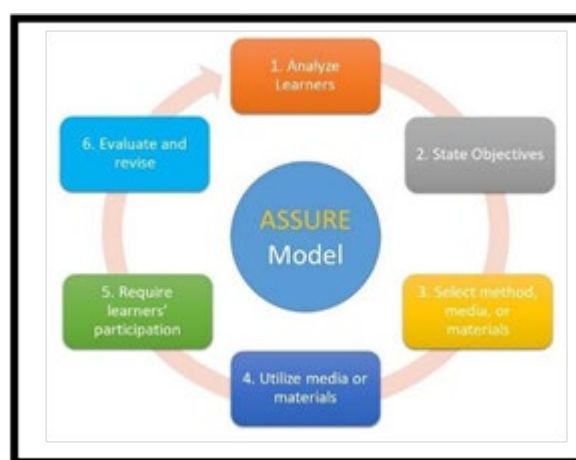 1. Analyze
Learners
2. State Objectives
3. Select method,
media, or
materials
4. Utilize media or
materials
5. Require
learners'
participation
6. Evaluate and
revise
ASSURE
Model